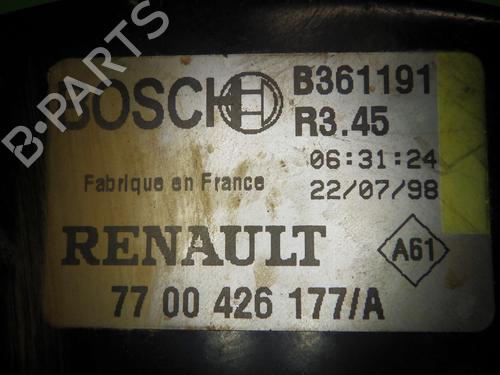 BOSCH
B361191
R3.45
06:31:24
Fabrique en France
22/07/98
RENAULT
A61
77 00 426 177/A
B-PARTS